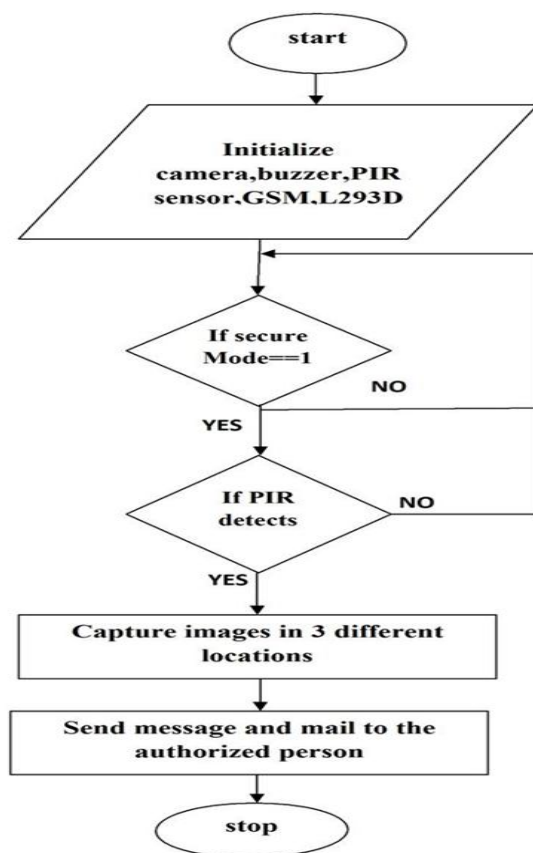 start
Initialize
camera,buzzer,PIR
sensor,GSM,L293D
If secure
Mode==1
NO
YES
If PIR
detects
NO
YES
Capture images in 3 different
locations
Send message and mail to the
authorized person
stop